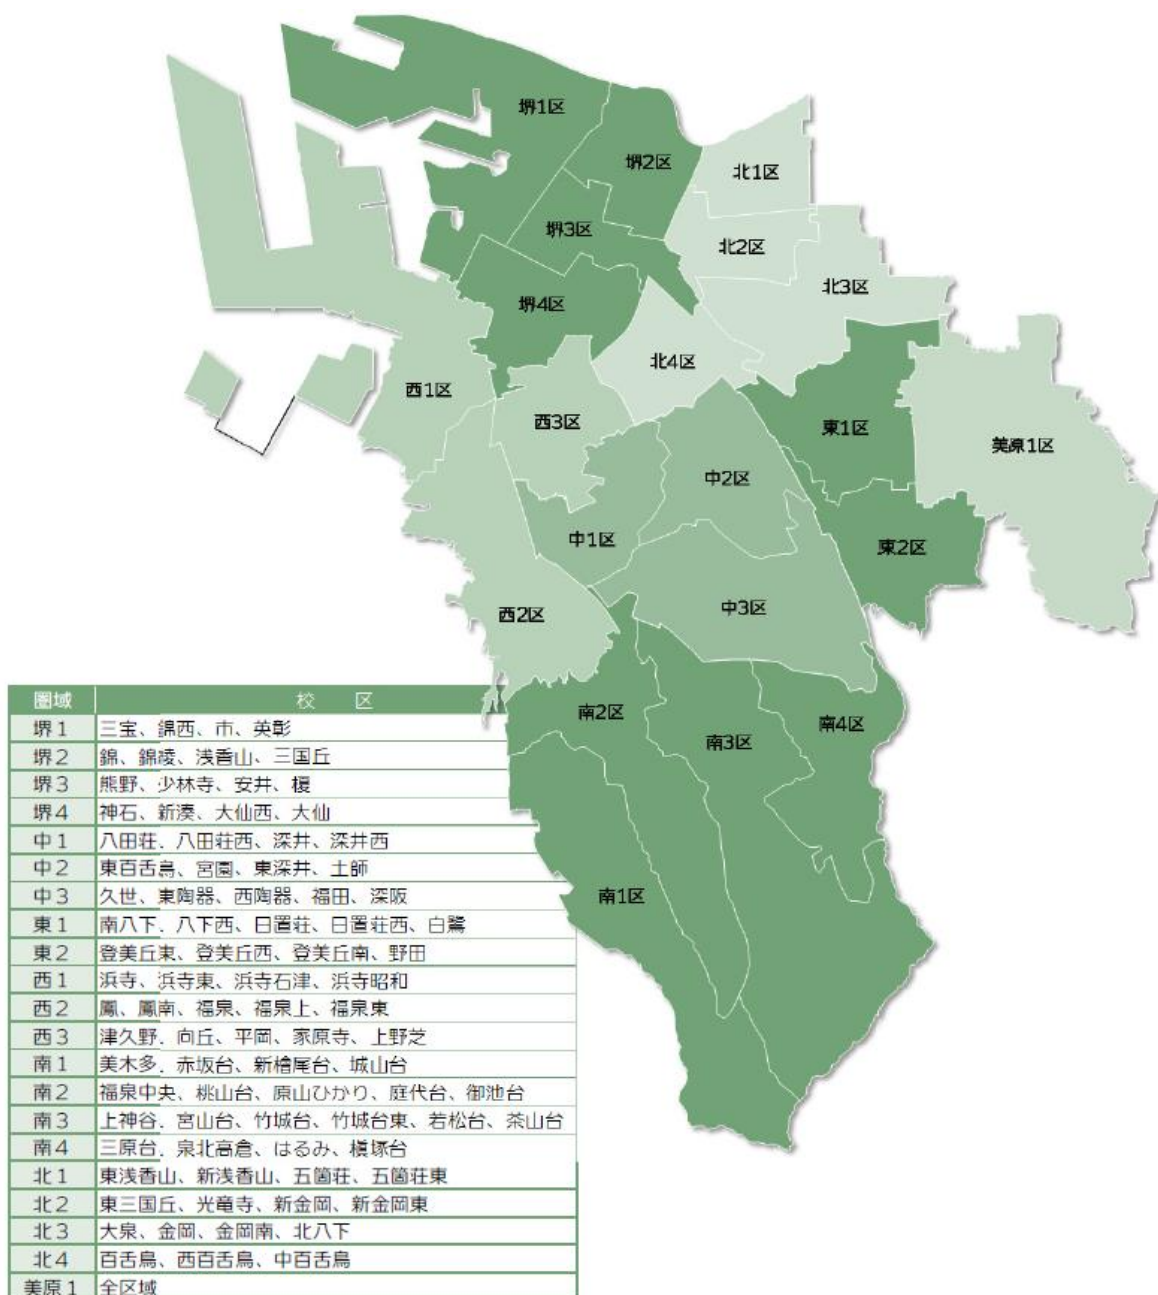 堺1区
堺2区
北1区
堺3区
北2区
北3区
堺4区
北4区
西1区
西3区
東1区
美原1区
中2区
中1区
東2区
中3区
西2区
南2区
南3区
南4区
南1区
圏域 校 区
堺1 三宝、錦西、市、英彰
堺2 錦、錦綾、浅香山、三国丘
堺3 熊野、少林寺、安井、榎
堺4 神石、新湊、大仙西、大仙
中1 八田荘、八田荘西、深井、深井西
中2 東百舌鳥、宮園、東深井、土師
中3 久世、東陶器、西陶器、福田、深阪
東1 南八下、八下西、日置荘、日置荘西、白鷺
東2 登美丘東、登美丘西、登美丘南、野田
西1 浜寺、浜寺東、浜寺石津、浜寺昭和
西2 鳳、鳳南、福泉、福泉上、福泉東
西3 津久野、向丘、平岡、家原寺、上野芝
南1 美木多、赤坂台、新檜尾台、城山台
南2 福泉中央、桃山台、原山ひかり、庭代台、御池台
南3 上神谷、宮山台、竹城台、竹城台東、若松台、茶山台
南4 三原台、泉北高倉、はるみ、槇塚台
北1 東浅香山、新浅香山、五箇荘、五箇荘東
北2 東三国丘、光竜寺、新金岡、新金岡東
北3 大泉、金岡、金岡南、北八下
北4 百舌鳥、西百舌鳥、中百舌鳥
美原1 全区域